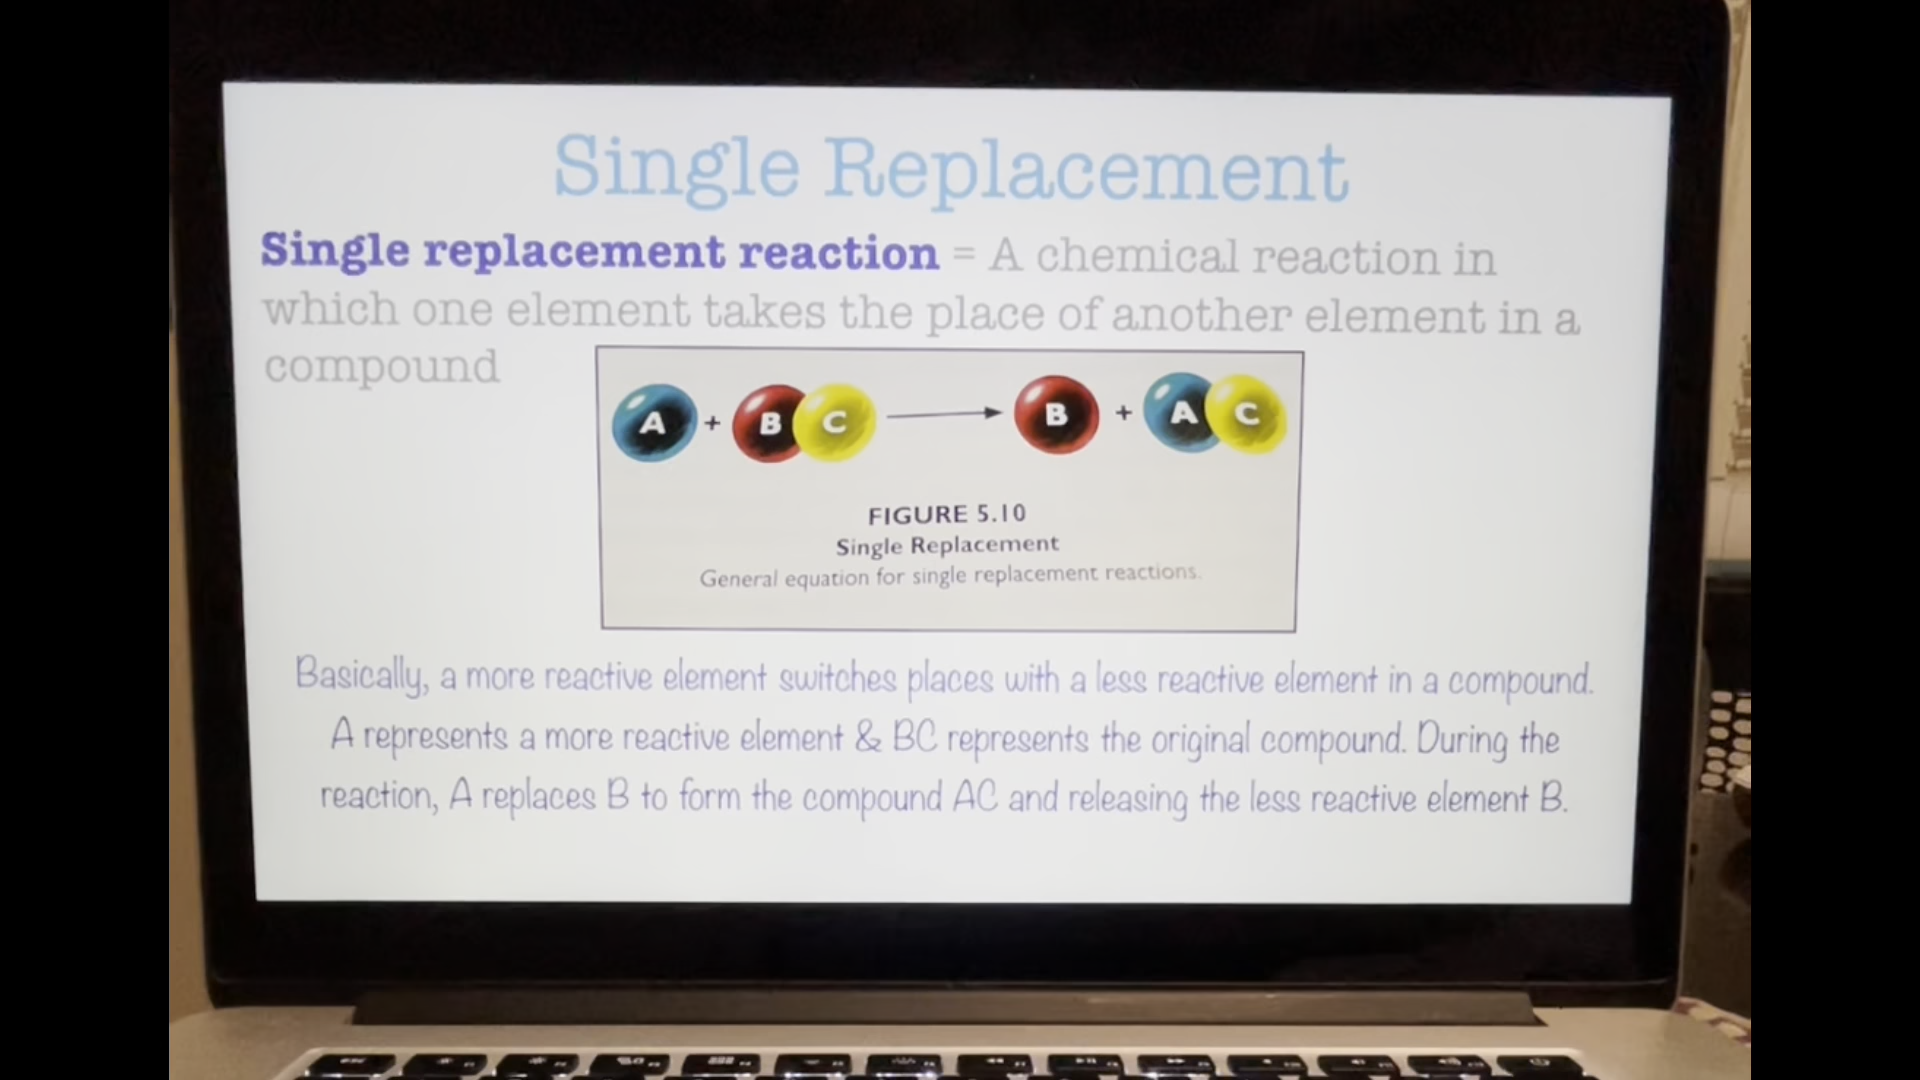 Single Replacement
Single replacement reaction = A chemical reaction in
which one element takes the place of another element in a
compound
A + B C B + A C
FIGURE 5.10
Single Replacement
General equation for single replacement reactions.
Basically, a more reactive element switches places with a less reactive element in a compound.
A represents a more reactive element & BC represents the original compound. During the
reaction, A replaces B to form the compound AC and releasing the less reactive element B.
esc